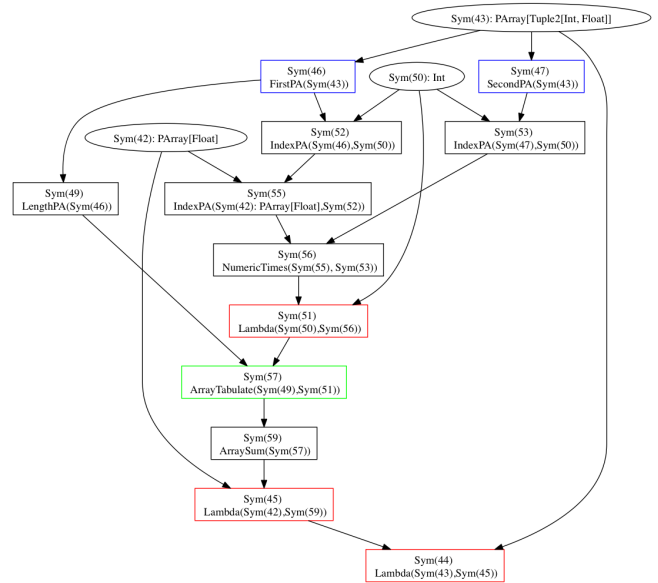 Sym(43): PArray[Tuple2[Int, Float]]
Sym(46)
FirstPA(Sym(43))
Sym(50): Int
Sym(47)
SecondPA(Sym(43))
Sym(42): PArray[Float]
Sym(52)
IndexPA(Sym(46),Sym(50))
Sym(53)
IndexPA(Sym(47),Sym(50))
Sym(49)
LengthPA(Sym(46))
Sym(55)
IndexPA(Sym(42): PArray[Float],Sym(52))
Sym(56)
NumericTimes(Sym(55), Sym(53))
Sym(51)
Lambda(Sym(50),Sym(56))
Sym(57)
ArrayTabulate(Sym(49),Sym(51))
Sym(59)
ArraySum(Sym(57))
Sym(45)
Lambda(Sym(42),Sym(59))
Sym(44)
Lambda(Sym(43),Sym(45))